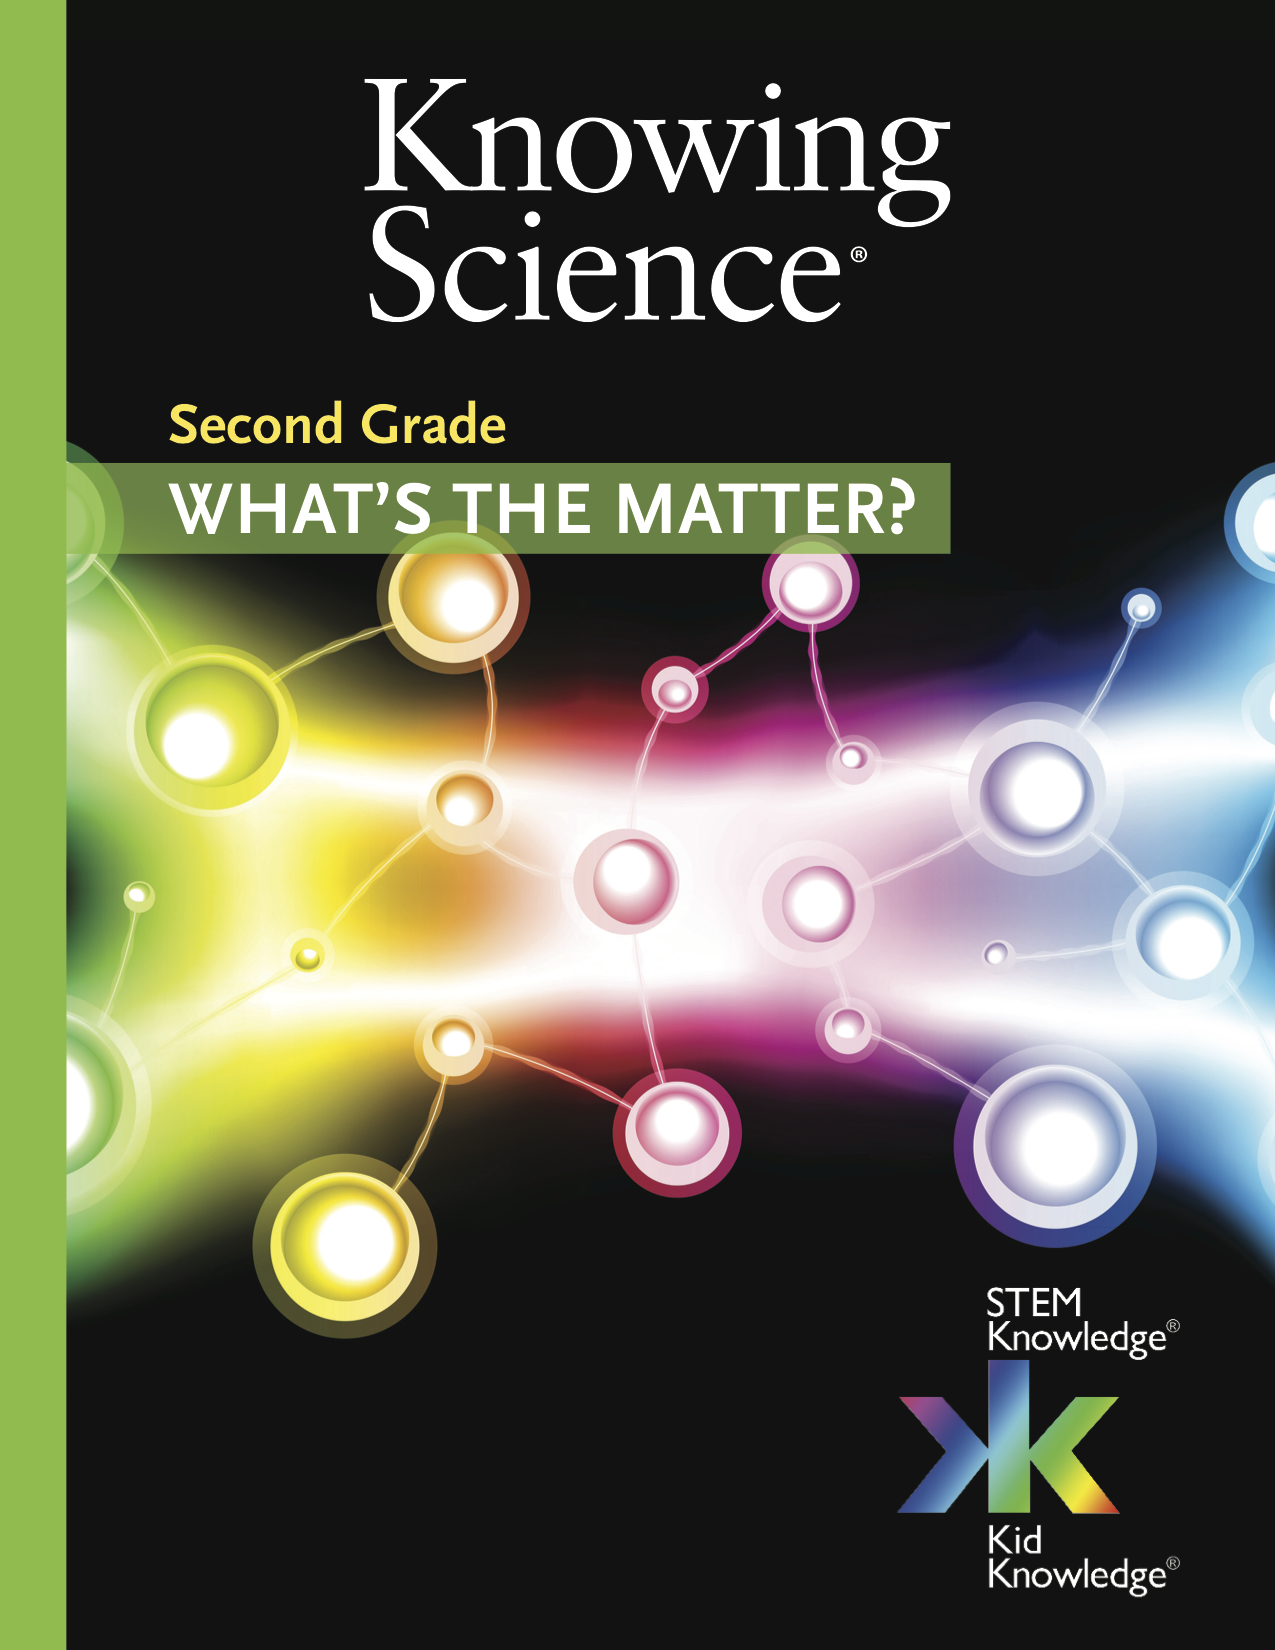 Knowing
Science®
Second Grade
WHAT’S THE MATTER?
STEM
Knowledge®
Kid
Knowledge®